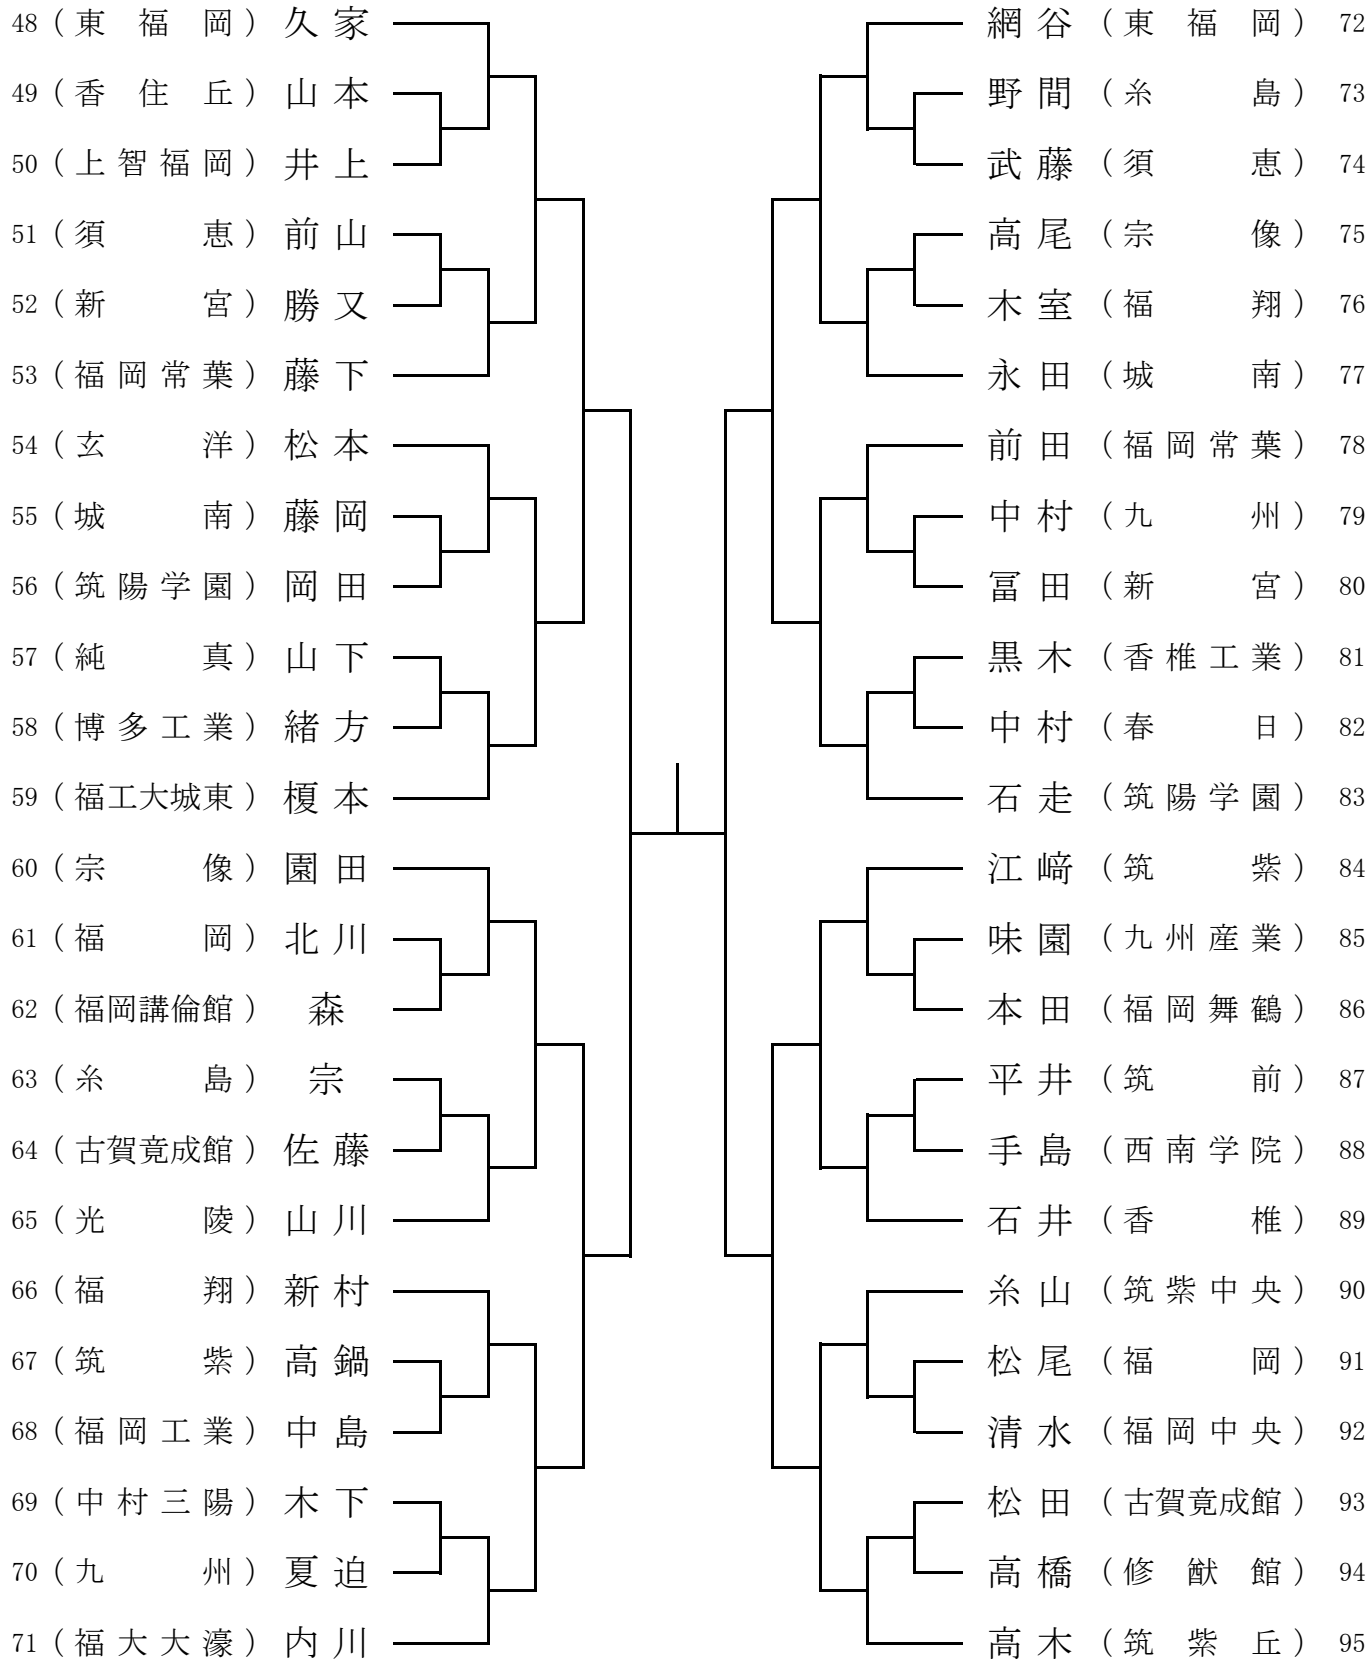 48（東福岡）久家
49（香住丘）山本
50（上智福岡）井上
51（須恵）前山
52（新宮）勝又
53（福岡常葉）藤下
54（玄洋）松本
55（城南）藤岡
56（筑陽学園）岡田
57（純真）山下
58（博多工業）緒方
59（福工大城東）榎本
60（宗像）園田
61（福岡）北川
62（福岡講倫館）森
63（糸島）宗
64（古賀竟成館）佐藤
65（光陵）山川
66（福翔）新村
67（筑紫）高鍋
68（福岡工業）中島
69（中村三陽）木下
70（九州）夏迫
71（福大大濠）内川
網谷（東福岡）72
野間（糸島）73
武藤（須恵）74
高尾（宗像）75
木室（福翔）76
永田（城南）77
前田（福岡常葉）78
中村（九州）79
冨田（新宮）80
黒木（香椎工業）81
中村（春日）82
石走（筑陽学園）83
江﨑（筑紫）84
味園（九州産業）85
本田（福岡舞鶴）86
平井（筑前）87
手島（西南学院）88
石井（香椎）89
糸山（筑紫中央）90
松尾（福岡）91
清水（福岡中央）92
松田（古賀竟成館）93
高橋（修猷館）94
高木（筑紫丘）95